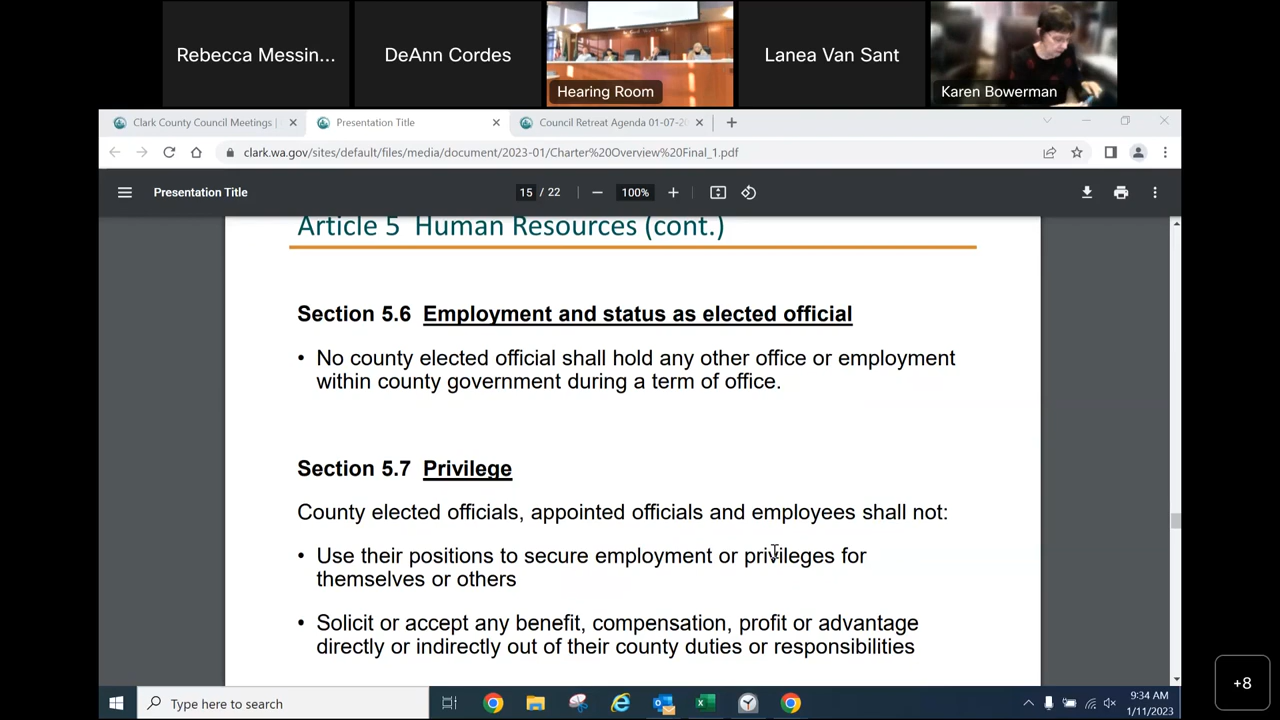 Rebecca Messin...
DeAnn Cordes
Hearing Room
Lanea Van Sant
Karen Bowerman
Clark County Council Meetings |
Presentation Title
Council Retreat Agenda 01-07-20
clark.wa.gov/sites/default/files/media/document/2023-01/Charter%20Overview%20Final_1.pdf
Presentation Title
15 / 22
100%
Article 5 Human Resources (cont.)
Section 5.6 Employment and status as elected official
• No county elected official shall hold any other office or employment
within county government during a term of office.
Section 5.7 Privilege
County elected officials, appointed officials and employees shall not:
• Use their positions to secure employment or privileges for
themselves or others
• Solicit or accept any benefit, compensation, profit or advantage
directly or indirectly out of their county duties or responsibilities
+8
Type here to search
9:34 AM
1/11/2023